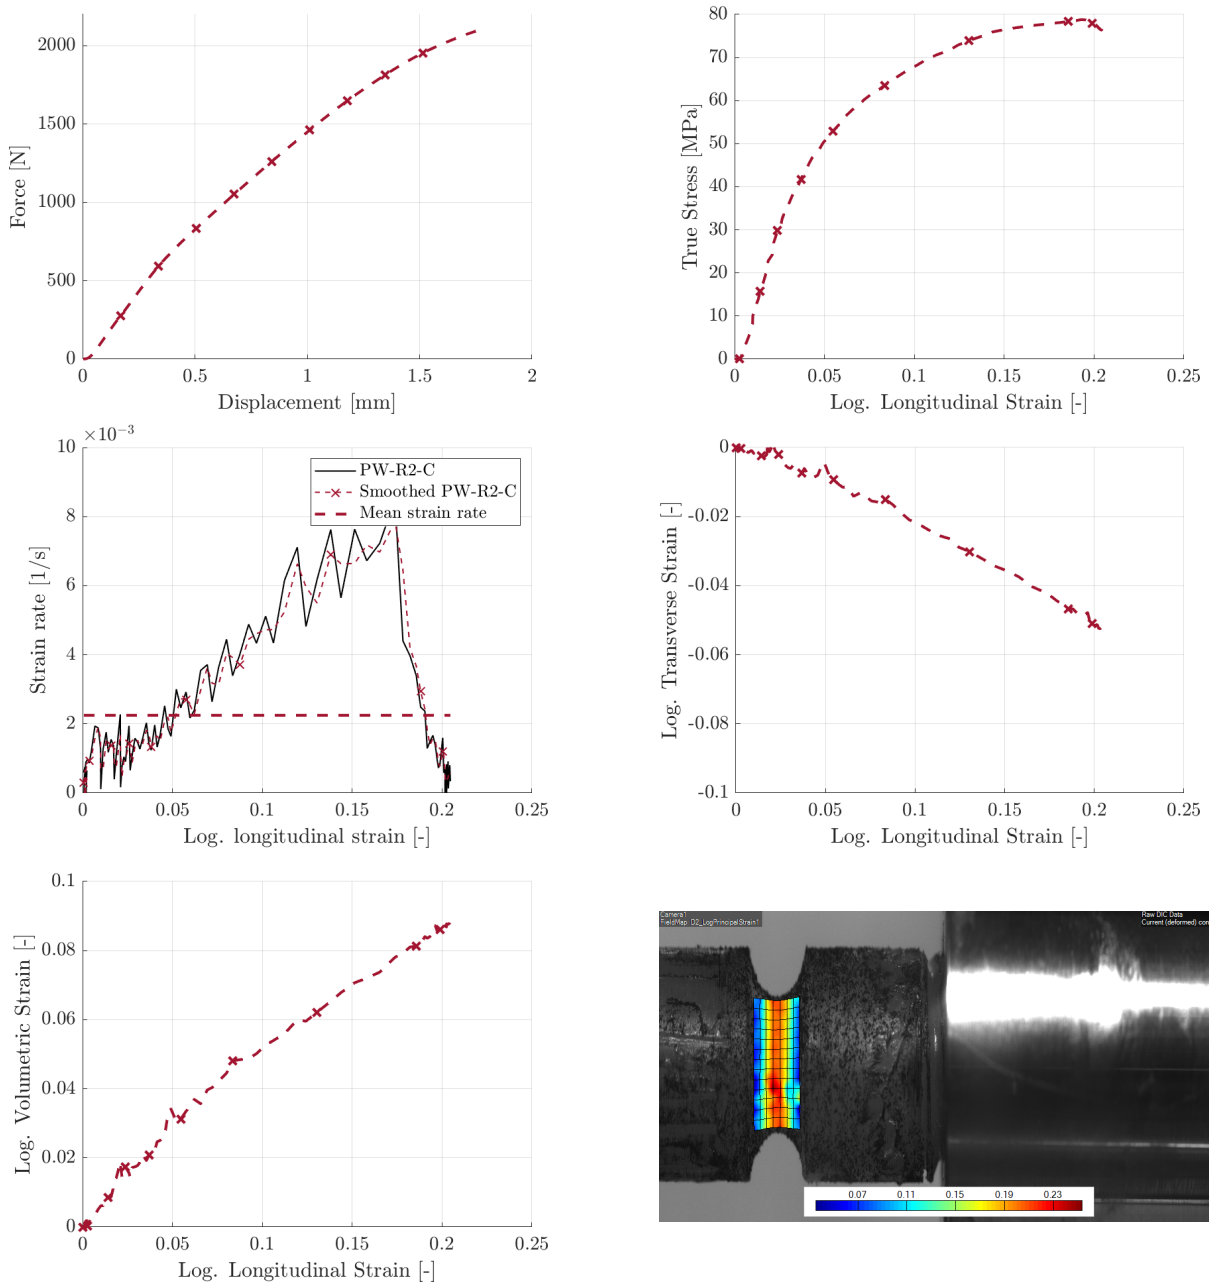 Force [N]
2000
1500
1000
500
0
0 0.5 1 1.5 2
Displacement [mm]
True Stress [MPa]
80
70
60
50
40
30
20
10
0
0 0.05 0.1 0.15 0.2 0.25
Log. Longitudinal Strain [-]
×10⁻³
Strain rate [1/s]
10
8
6
4
2
0
PW-R2-C
Smoothed PW-R2-C
Mean strain rate
0 0.05 0.1 0.15 0.2 0.25
Log. longitudinal strain [-]
Log. Transverse Strain [-]
0
-0.02
-0.04
-0.06
-0.08
-0.1
0 0.05 0.1 0.15 0.2 0.25
Log. Longitudinal Strain [-]
Log. Volumetric Strain [-]
0.1
0.08
0.06
0.04
0.02
0
0 0.05 0.1 0.15 0.2 0.25
Log. Longitudinal Strain [-]
Camera1
FieldMap: D2_LogPrincipalStrain1
Raw DIC Data
Current (deformed) con
0.07 0.11 0.15 0.19 0.23